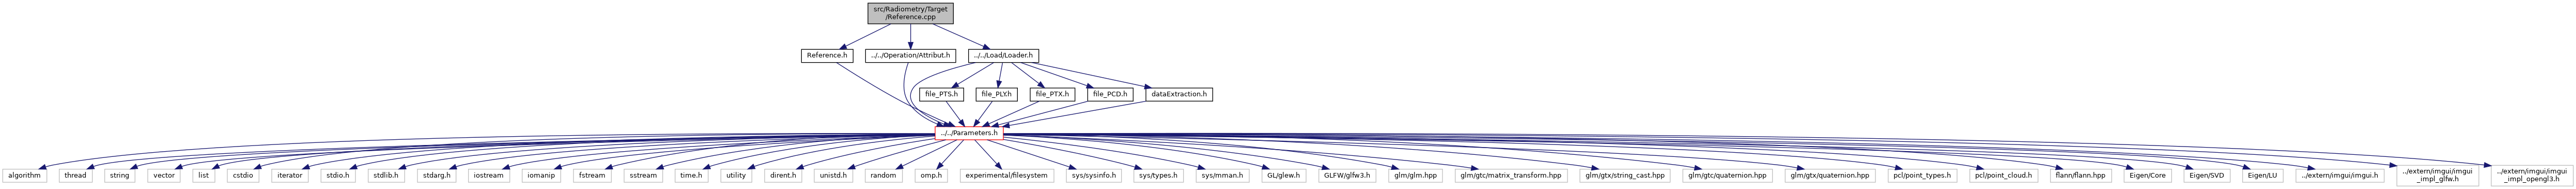 src/Radiometry/Target
/Reference.cpp
Reference.h
../../Operation/Attribut.h
../../Load/Loader.h
file_PTS.h
file_PLY.h
file_PTX.h
file_PCD.h
dataExtraction.h
../../Parameters.h
algorithm
thread
string
vector
list
cstdio
iterator
stdio.h
stdlib.h
stdarg.h
iostream
iomanip
fstream
sstream
time.h
utility
dirent.h
unistd.h
random
omp.h
experimental/filesystem
sys/sysinfo.h
sys/types.h
sys/mman.h
GL/glew.h
GLFW/glfw3.h
glm/glm.hpp
glm/gtc/matrix_transform.hpp
glm/gtx/string_cast.hpp
glm/gtc/quaternion.hpp
glm/gtx/quaternion.hpp
pcl/point_types.h
pcl/point_cloud.h
flann/flann.hpp
Eigen/Core
Eigen/SVD
Eigen/LU
../extern/imgui/imgui.h
../extern/imgui/imgui
_impl_glfw.h
../extern/imgui/imgui
_impl_opengl3.h